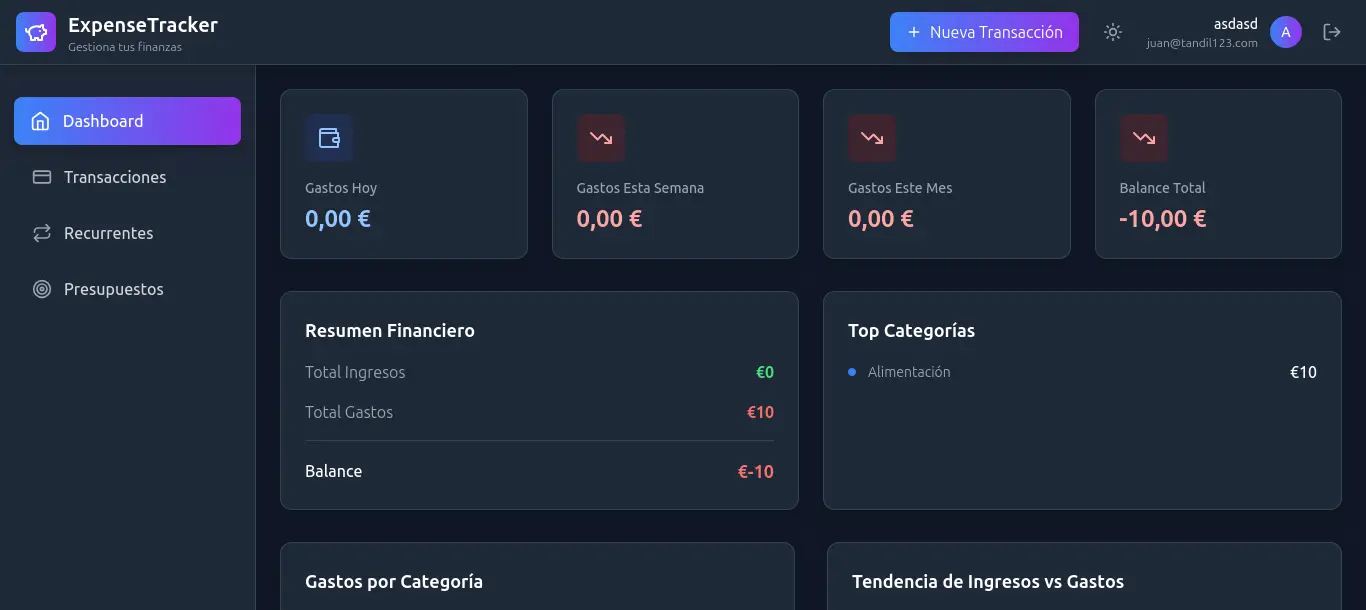 ExpenseTracker
Gestiona tus finanzas
+ Nueva Transacción
asdasd
juan@tandil123.com
A
Dashboard
Transacciones
Recurrentes
Presupuestos
Gastos Hoy
0,00 €
Gastos Esta Semana
0,00 €
Gastos Este Mes
0,00 €
Balance Total
-10,00 €
Resumen Financiero
Total Ingresos €0
Total Gastos €10
Balance €-10
Top Categorías
Alimentación €10
Gastos por Categoría
Tendencia de Ingresos vs Gastos